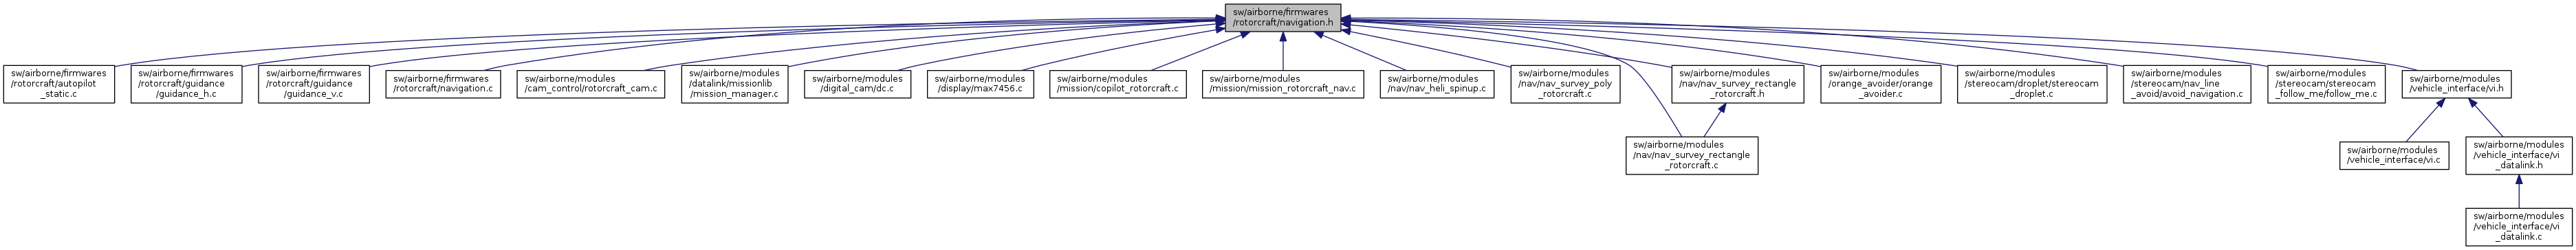 sw/airborne/firmwares
/rotorcraft/navigation.h
sw/airborne/firmwares
/rotorcraft/autopilot
_static.c
sw/airborne/firmwares
/rotorcraft/guidance
/guidance_h.c
sw/airborne/firmwares
/rotorcraft/guidance
/guidance_v.c
sw/airborne/firmwares
/rotorcraft/navigation.c
sw/airborne/modules
/cam_control/rotorcraft_cam.c
sw/airborne/modules
/datalink/missionlib
/mission_manager.c
sw/airborne/modules
/digital_cam/dc.c
sw/airborne/modules
/display/max7456.c
sw/airborne/modules
/mission/copilot_rotorcraft.c
sw/airborne/modules
/mission/mission_rotorcraft_nav.c
sw/airborne/modules
/nav/nav_heli_spinup.c
sw/airborne/modules
/nav/nav_survey_poly
_rotorcraft.c
sw/airborne/modules
/nav/nav_survey_rectangle
_rotorcraft.h
sw/airborne/modules
/orange_avoider/orange
_avoider.c
sw/airborne/modules
/stereocam/droplet/stereocam
_droplet.c
sw/airborne/modules
/stereocam/nav_line
_avoid/avoid_navigation.c
sw/airborne/modules
/stereocam/stereocam
_follow_me/follow_me.c
sw/airborne/modules
/vehicle_interface/vi.h
sw/airborne/modules
/nav/nav_survey_rectangle
_rotorcraft.c
sw/airborne/modules
/vehicle_interface/vi.c
sw/airborne/modules
/vehicle_interface/vi
_datalink.h
sw/airborne/modules
/vehicle_interface/vi
_datalink.c